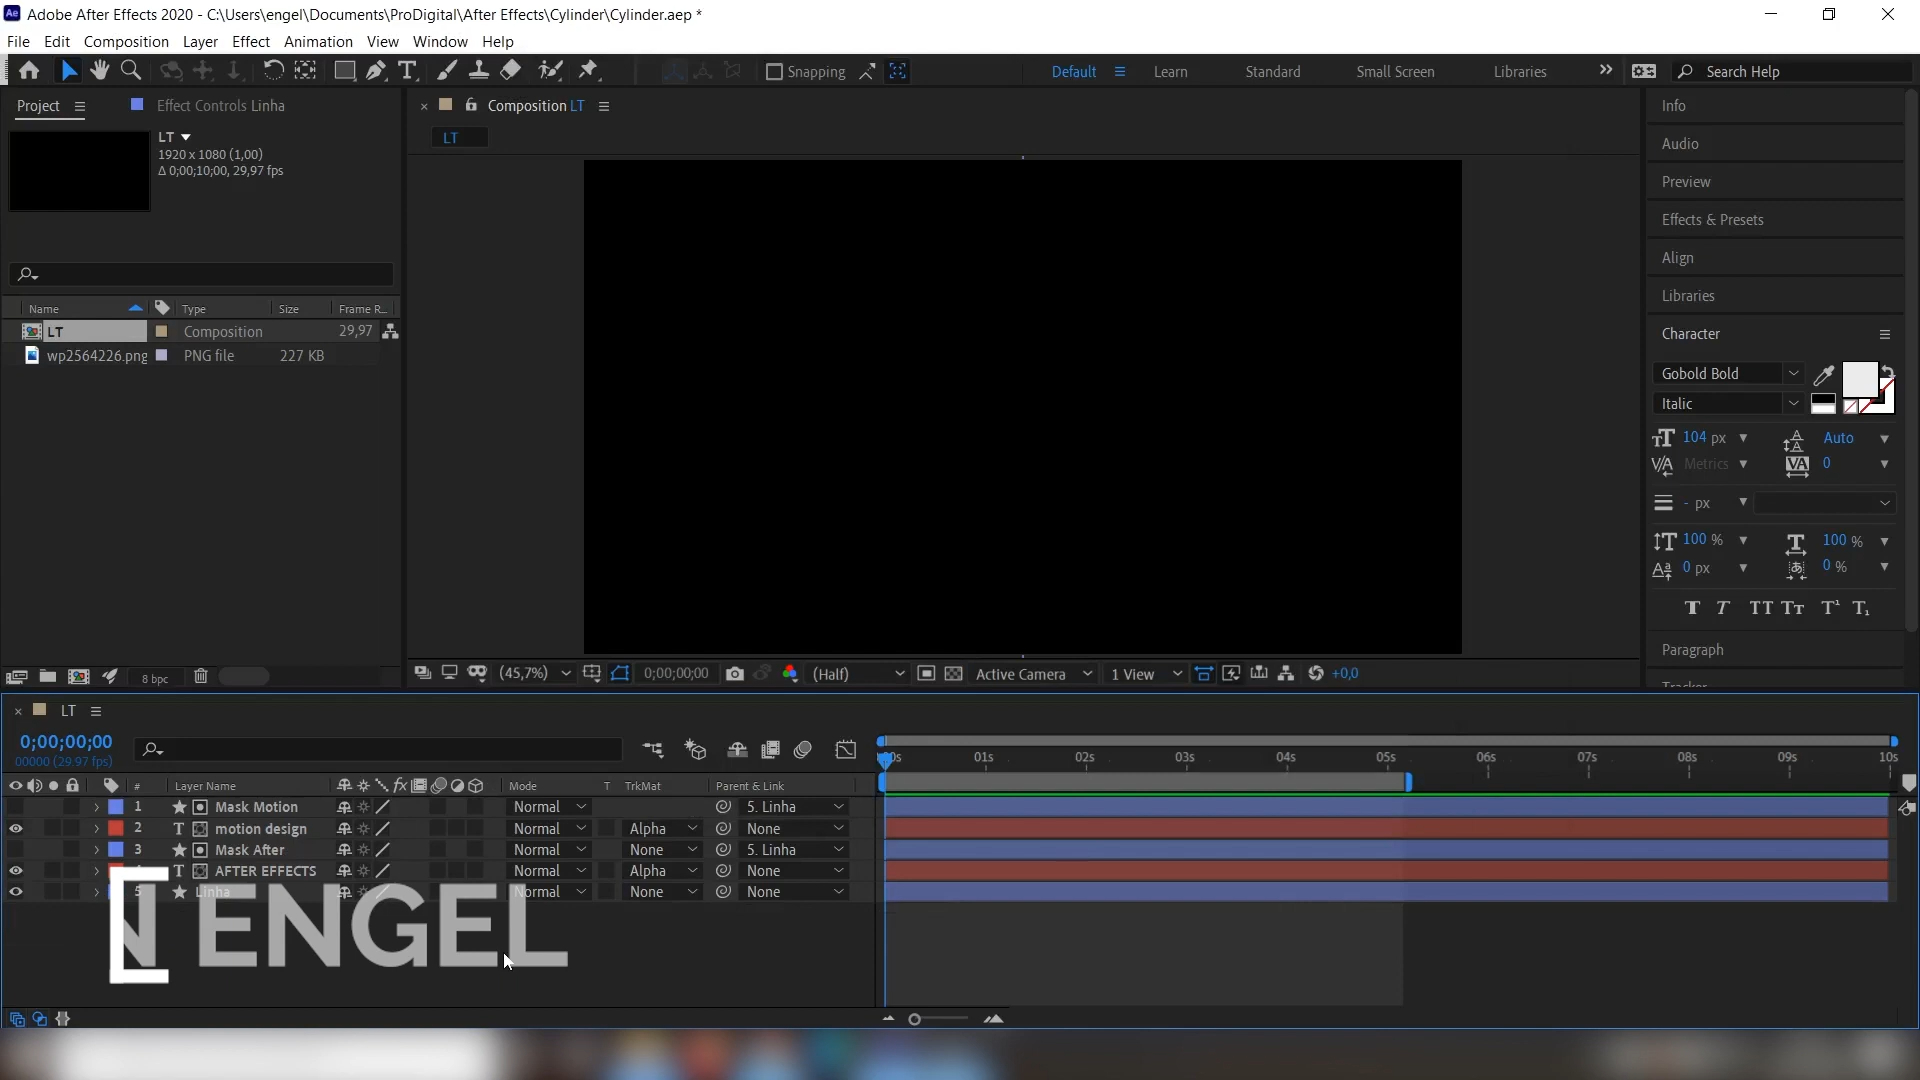 Adobe After Effects 2020 - C:\Users\engel\Documents\ProDigital\After Effects\Cylinder\Cylinder.aep *
File Edit Composition Layer Effect Animation View Window Help
Snapping Default Learn Standard Small Screen Libraries Search Help
Project Effect Controls Linha
LT
1920 x 1080 (1,00)
Δ 0;00;10;00, 29,97 fps
Name Type Size Frame R...
LT Composition 29,97
wp2564226.png PNG file 227 KB
8 bpc
Composition LT
LT
(45,7%) 0;00;00;00 (Half) Active Camera 1 View +0,0
Info
Audio
Preview
Effects & Presets
Align
Libraries
Character
Gobold Bold
Italic
104 px Auto
Metrics 0
- px
100 % 100 %
0 px 0 %
Paragraph
Tracker
LT
0;00;00;00
00000 (29.97 fps)
00s 01s 02s 03s 04s 05s 06s 07s 08s 09s 10s
# Layer Name Mode T TrkMat Parent & Link
1 Mask Motion Normal 5. Linha
2 motion design Normal Alpha None
3 Mask After Normal None 5. Linha
AFTER EFFECTS Normal Alpha None
5 Linha Normal None None
N ENGEL